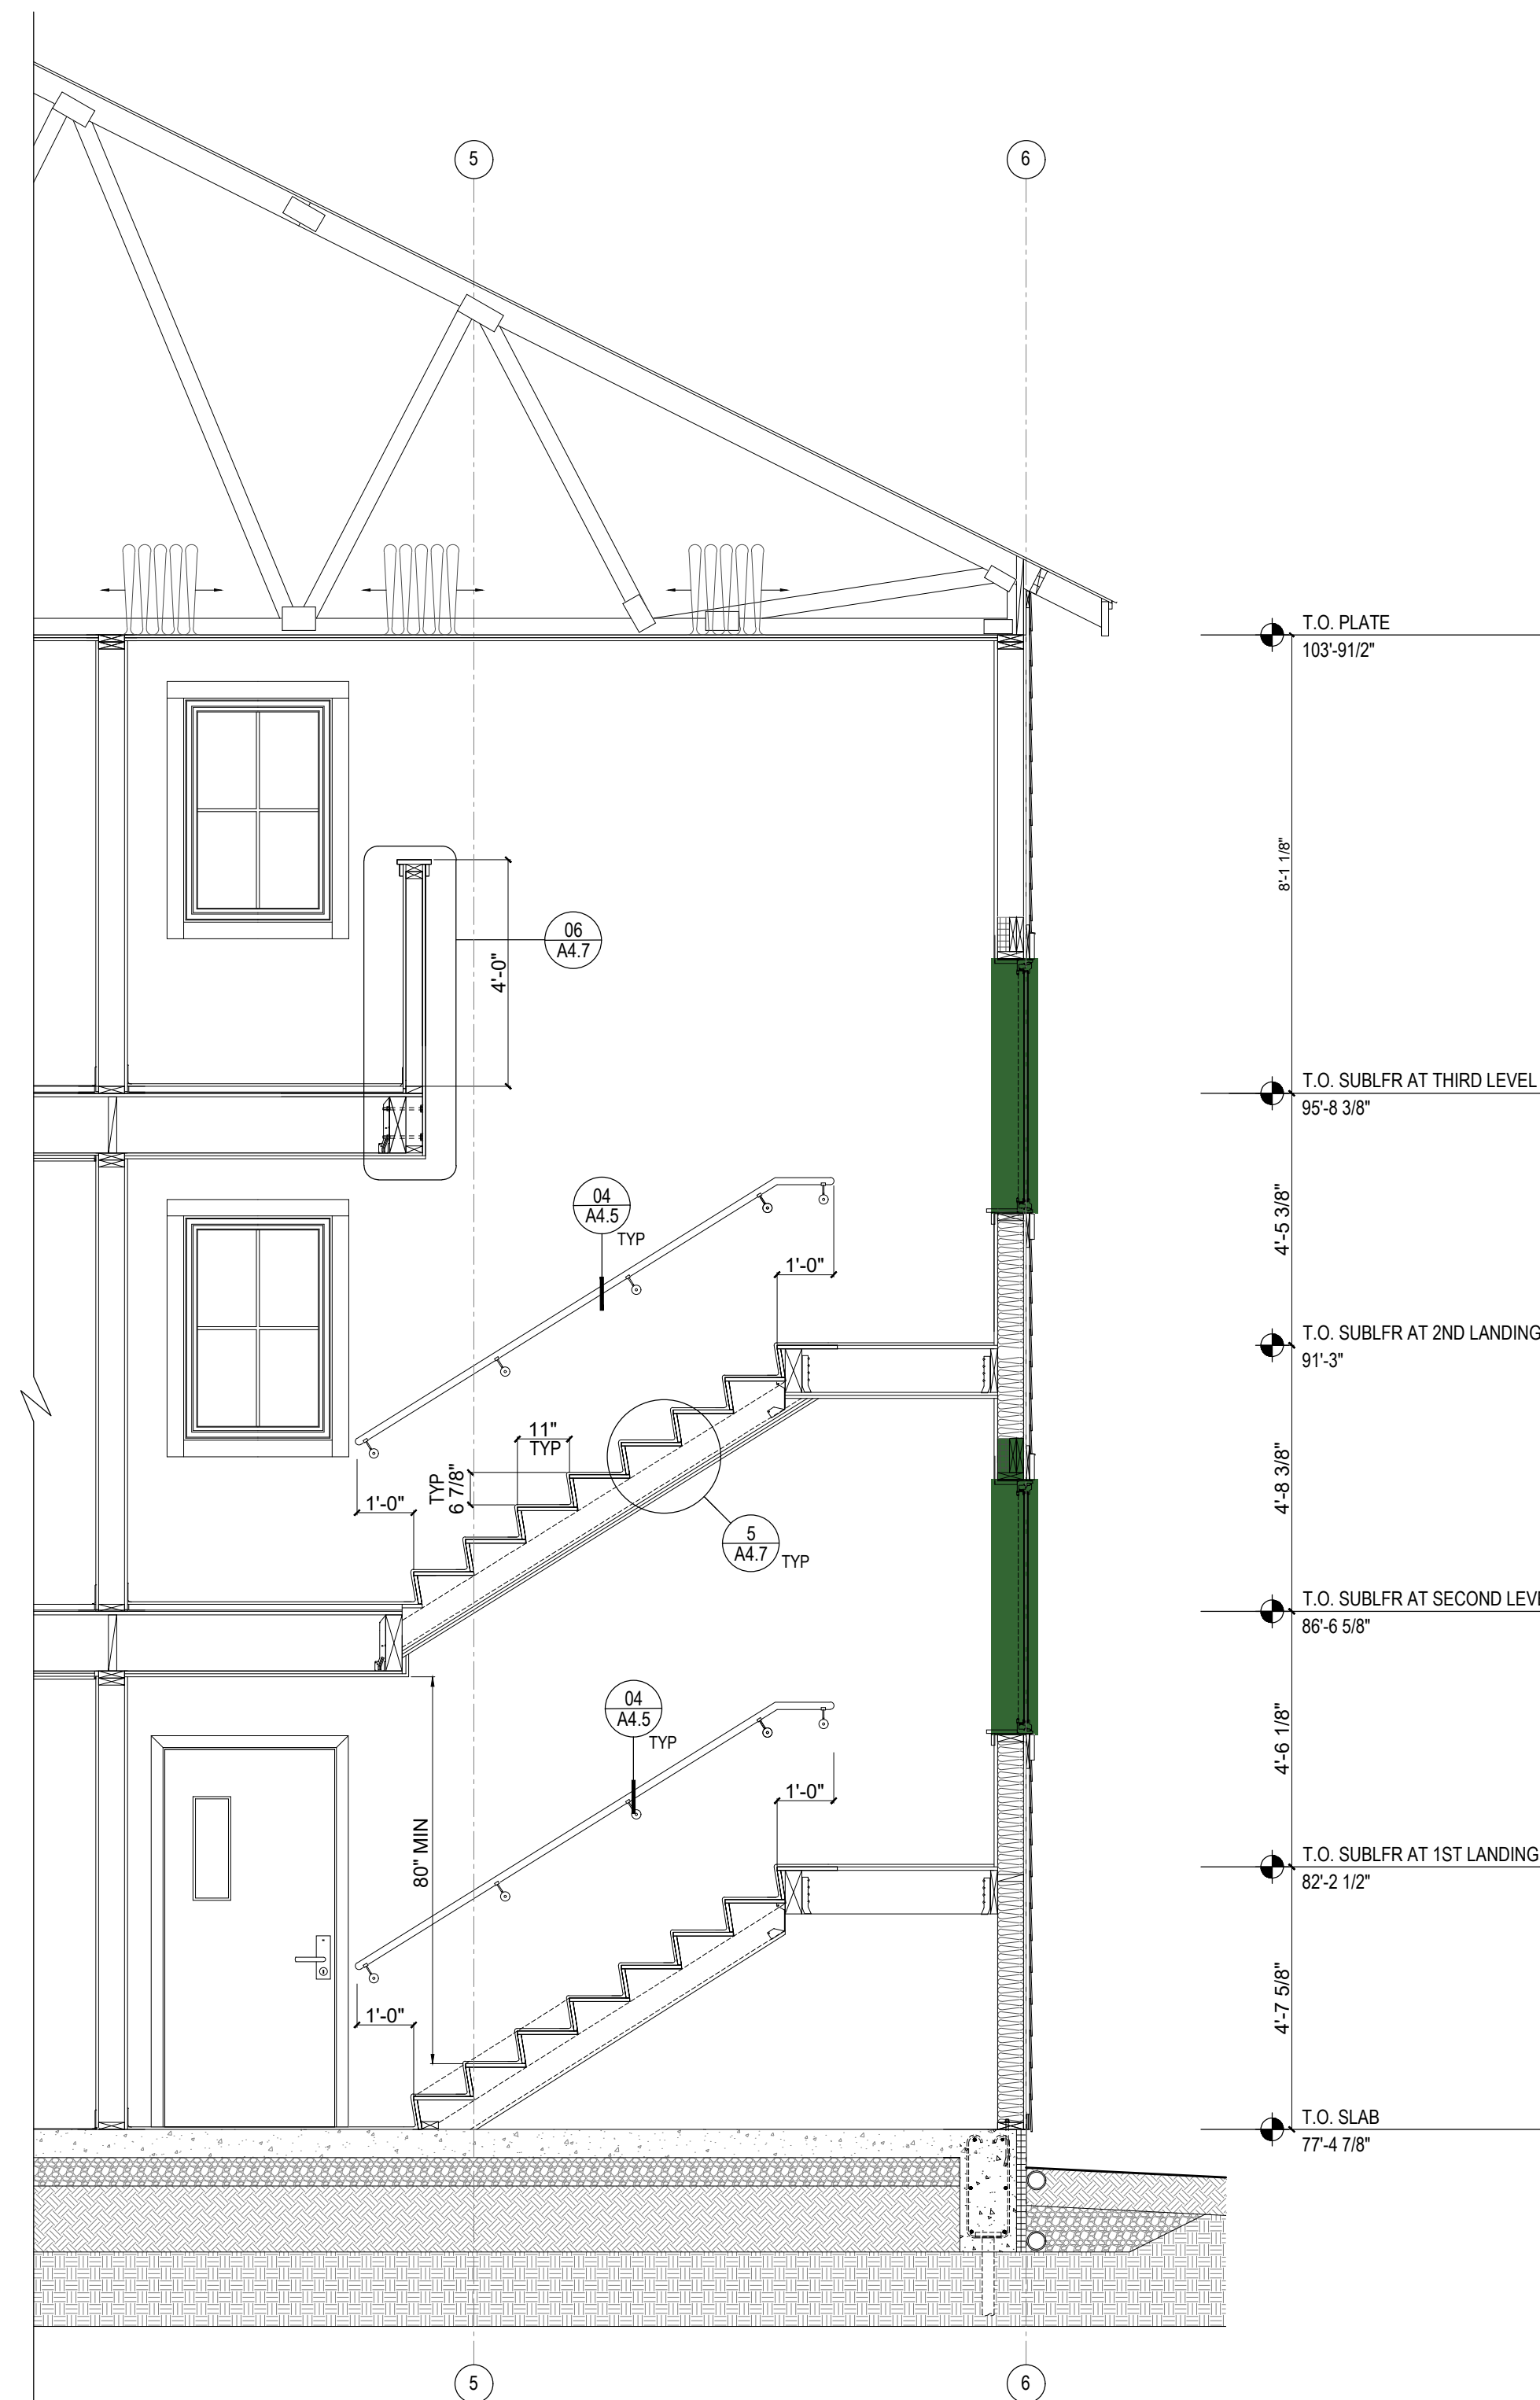 5
6
T.O. PLATE
103'-91/2"
8'-1 1/8"
06
A4.7
4'-0"
T.O. SUBLFR AT THIRD LEVEL
95'-8 3/8"
04
A4.5
TYP
4'-5 3/8"
1'-0"
T.O. SUBLFR AT 2ND LANDING
91'-3"
11"
TYP
TYP
6 7/8"
1'-0"
4'-8 3/8"
5
A4.7
TYP
T.O. SUBLFR AT SECOND LEV
86'-6 5/8"
04
A4.5
TYP
4'-6 1/8"
1'-0"
80" MIN
T.O. SUBLFR AT 1ST LANDING
82'-2 1/2"
1'-0"
4'-7 5/8"
T.O. SLAB
77'-4 7/8"
5
6